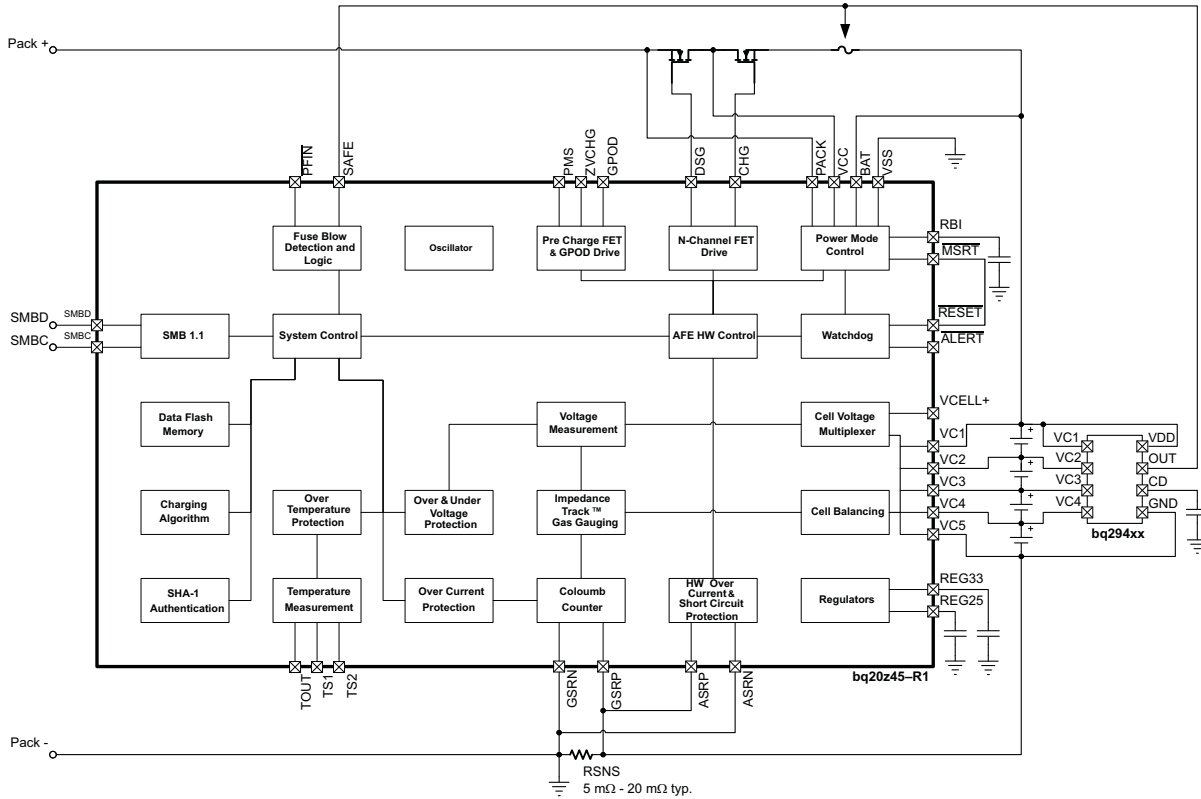 Pack +
PFIN
SAFE
PMS
ZVCHG
GPOD
DSG
CHG
PACK
VCC
BAT
VSS
Fuse Blow
Detection and
Logic
Oscillator
Pre Charge FET
& GPOD Drive
N-Channel FET
Drive
Power Mode
Control
RBI
MSRT
SMBD
SMBD
SMBC
SMBC
SMB 1.1
System Control
AFE HW Control
Watchdog
RESET
ALERT
Data Flash
Memory
Voltage
Measurement
Cell Voltage
Multiplexer
VCELL+
VC1
VC2
VC3
VC4
VC5
+
+
+
+
VC1
VC2
VC3
VC4
VDD
OUT
CD
GND
bq294xx
Charging
Algorithm
Over
Temperature
Protection
Over & Under
Voltage
Protection
Impedance
Track ™
Gas Gauging
Cell Balancing
SHA-1
Authentication
Temperature
Measurement
Over Current
Protection
Coloumb
Counter
HW Over
Current &
Short Circuit
Protection
Regulators
REG33
REG25
bq20z45–R1
TOUT
TS1
TS2
GSRN
GSRP
ASRP
ASRN
Pack -
RSNS
5 mΩ - 20 mΩ typ.